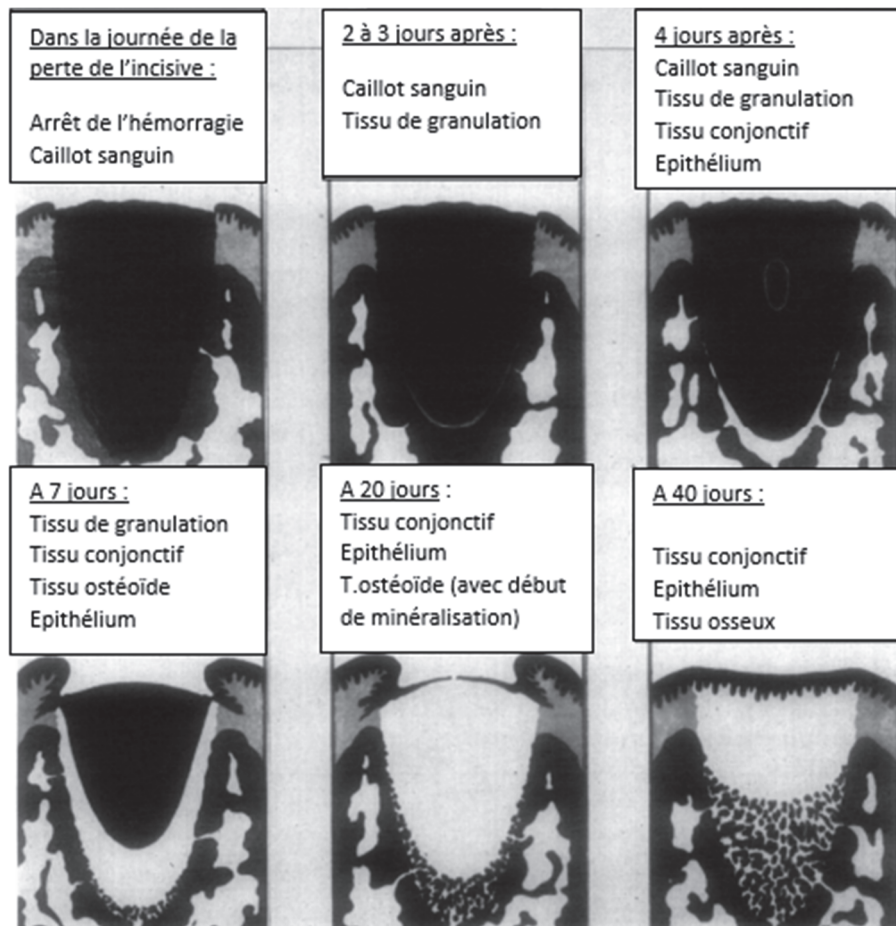 Dans la journée de la
perte de l'incisive :
Arrêt de l'hémorragie
Caillot sanguin
2 à 3 jours après :
Caillot sanguin
Tissu de granulation
4 jours après :
Caillot sanguin
Tissu de granulation
Tissu conjonctif
Epithélium
A 7 jours :
Tissu de granulation
Tissu conjonctif
Tissu ostéoïde
Epithélium
A 20 jours :
Tissu conjonctif
Epithélium
T.ostéoïde (avec début
de minéralisation)
A 40 jours :
Tissu conjonctif
Epithélium
Tissu osseux